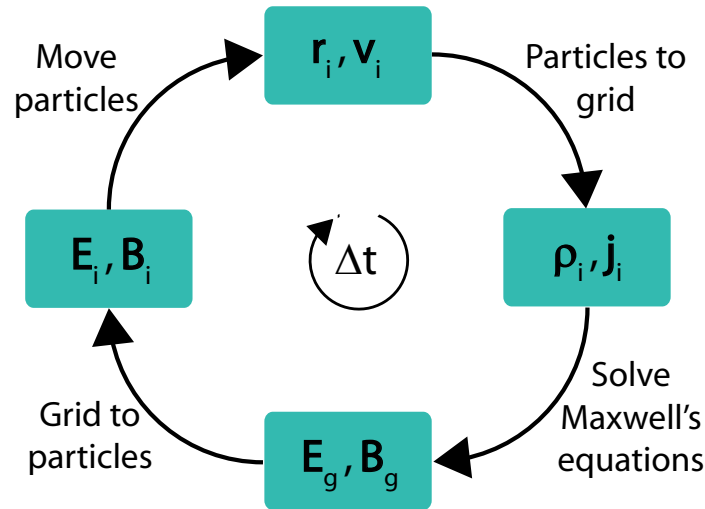 r_i, v_i
Move
particles
Particles to
grid
E_i, B_i
Δt
ρ_i, j_i
Grid to
particles
E_g, B_g
Solve
Maxwell's
equations